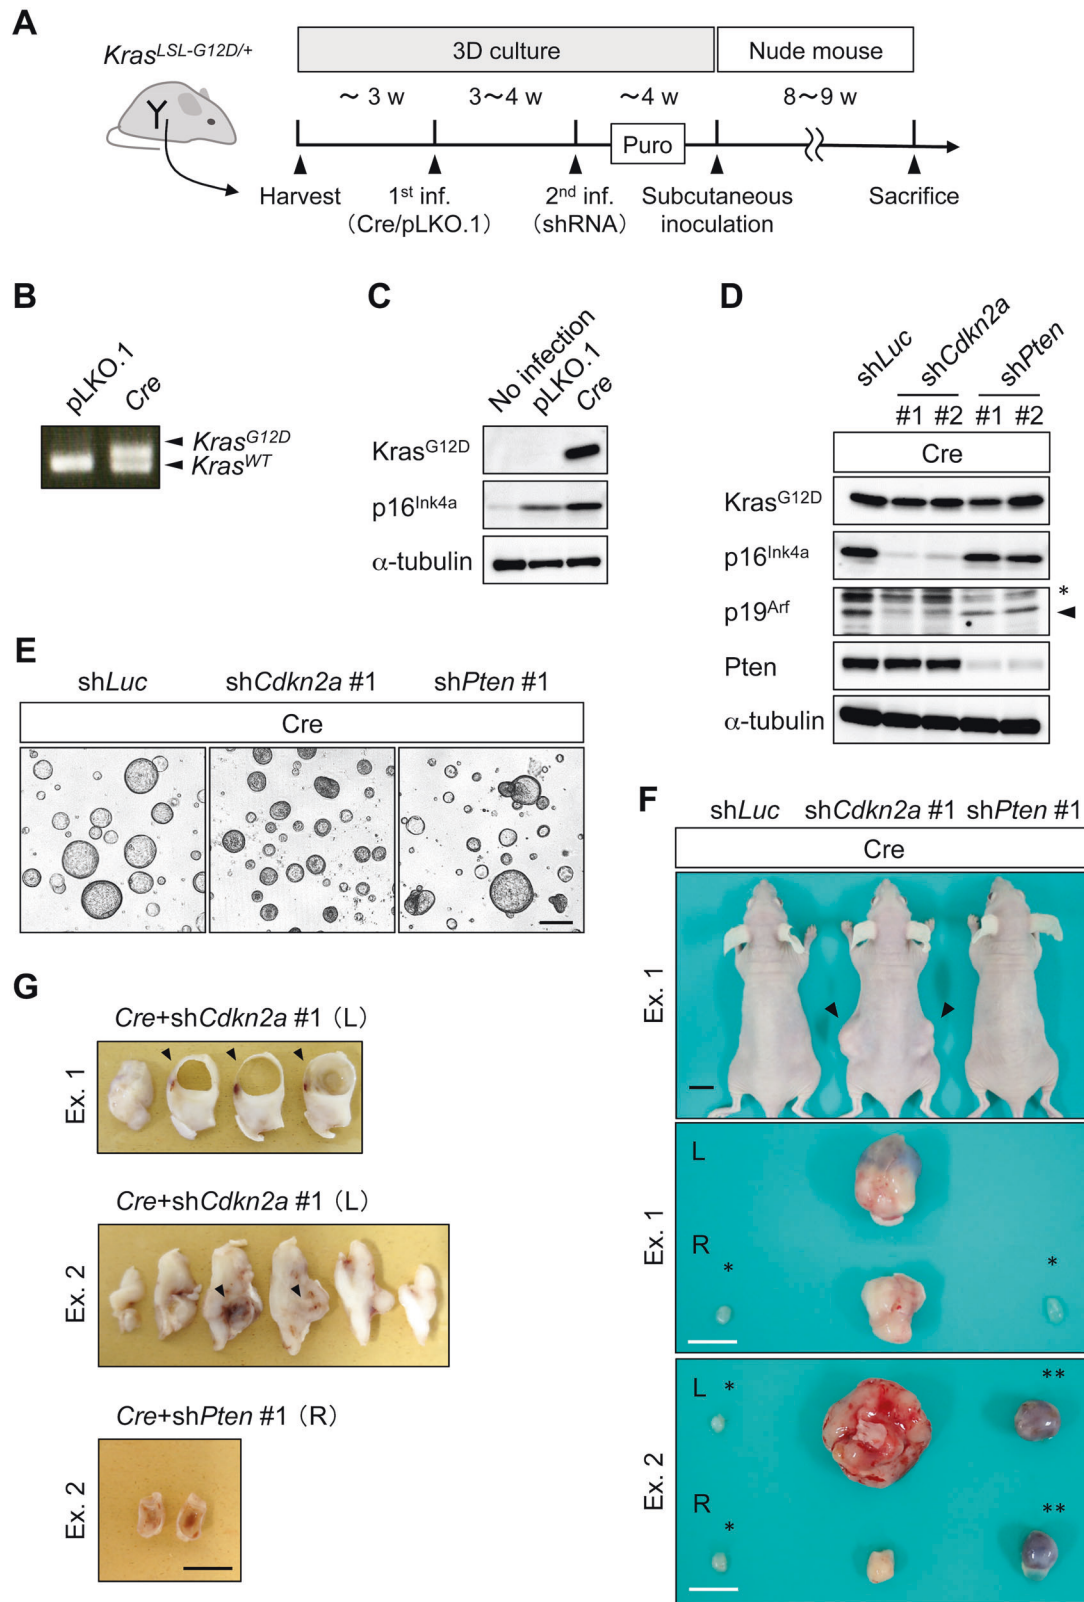 A
Kras^LSL-G12D/+
3D culture
Nude mouse
~ 3 w
3~4 w
~4 w
8~9 w
Puro
Harvest
1st inf.
(Cre/pLKO.1)
2nd inf.
(shRNA)
Subcutaneous
inoculation
Sacrifice
B
pLKO.1
Cre
Kras^G12D
Kras^WT
C
No infection
pLKO.1
Cre
Kras^G12D
p16^Ink4a
α-tubulin
D
shLuc
shCdkn2a
shPten
#1 #2 #1 #2
Cre
Kras^G12D
p16^Ink4a
p19^Arf
*
Pten
α-tubulin
E
shLuc
shCdkn2a #1
shPten #1
Cre
F
shLuc
shCdkn2a #1
shPten #1
Cre
Ex. 1
Ex. 1
L
R
*
*
Ex. 2
L
*
**
R
*
**
G
Cre+shCdkn2a #1 (L)
Ex. 1
Cre+shCdkn2a #1 (L)
Ex. 2
Cre+shPten #1 (R)
Ex. 2